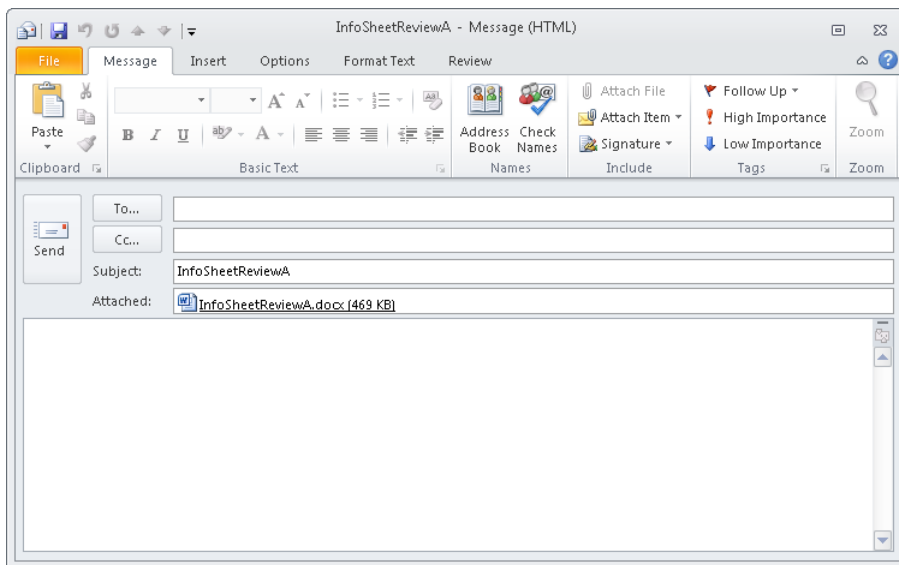 InfoSheetReviewA - Message (HTML)
File Message Insert Options Format Text Review
Paste
Clipboard
B I U A
Basic Text
Address Book
Check Names
Names
Attach File
Attach Item
Signature
Include
Follow Up
High Importance
Low Importance
Tags
Zoom
Zoom
Send
To...
Cc...
Subject: InfoSheetReviewA
Attached: InfoSheetReviewA.docx (469 KB)